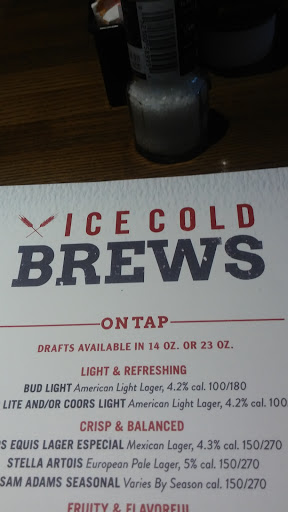 ICE COLD
BREWS
ON TAP
DRAFTS AVAILABLE IN 14 OZ. OR 23 OZ.
LIGHT & REFRESHING
BUD LIGHT American Light Lager, 4.2% cal. 100/180
LITE AND/OR COORS LIGHT American Light Lager, 4.2% cal. 100
CRISP & BALANCED
EQUIS LAGER ESPECIAL Mexican Lager, 4.3% cal. 150/270
STELLA ARTOIS European Pale Lager, 5% cal. 150/270
SAM ADAMS SEASONAL Varies By Season cal. 150/270
FRUITY & FLAVORFUL